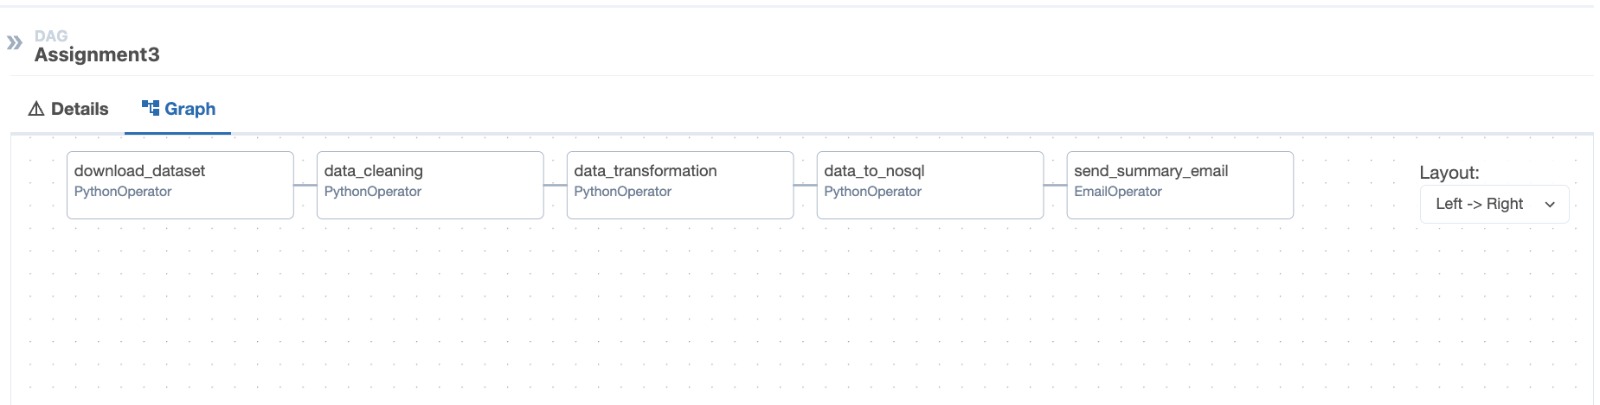 DAG
Assignment3
Details
Graph
download_dataset
PythonOperator
data_cleaning
PythonOperator
data_transformation
PythonOperator
data_to_nosql
PythonOperator
send_summary_email
EmailOperator
Layout:
Left -> Right